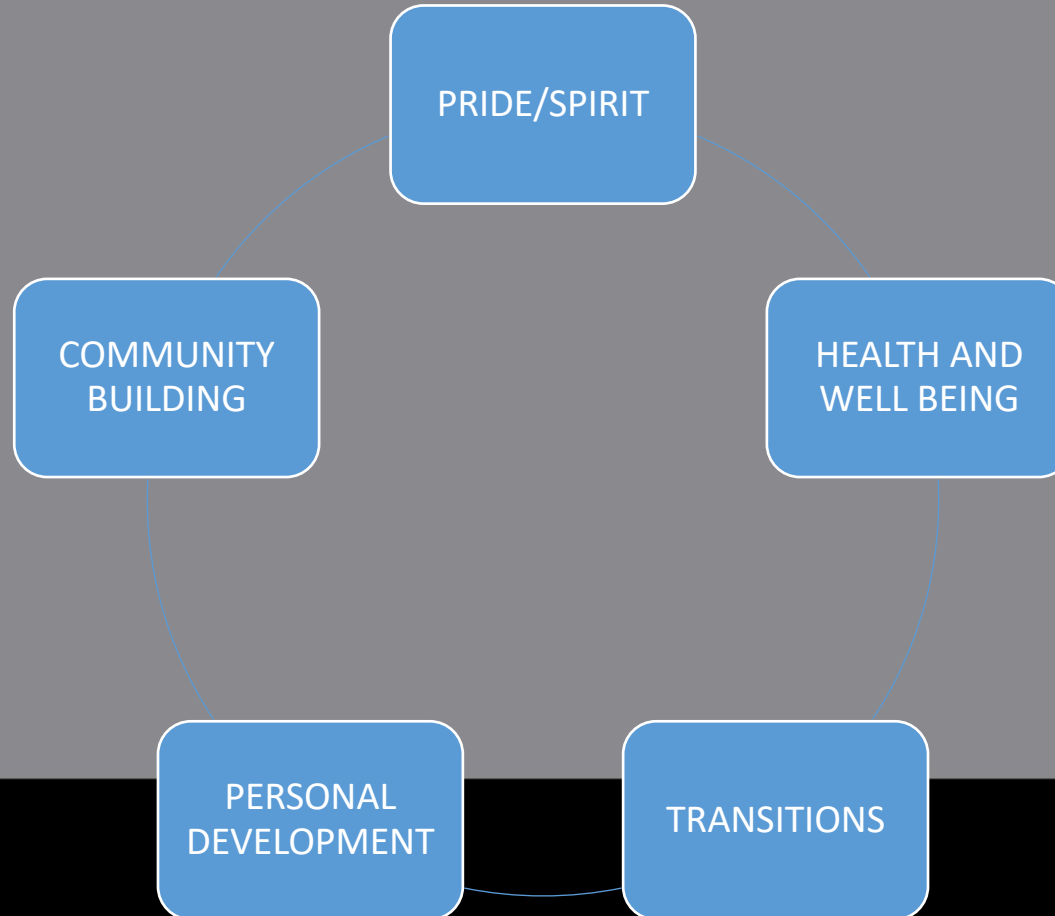 PRIDE/SPIRIT
COMMUNITY
BUILDING
HEALTH AND
WELL BEING
PERSONAL
DEVELOPMENT
TRANSITIONS